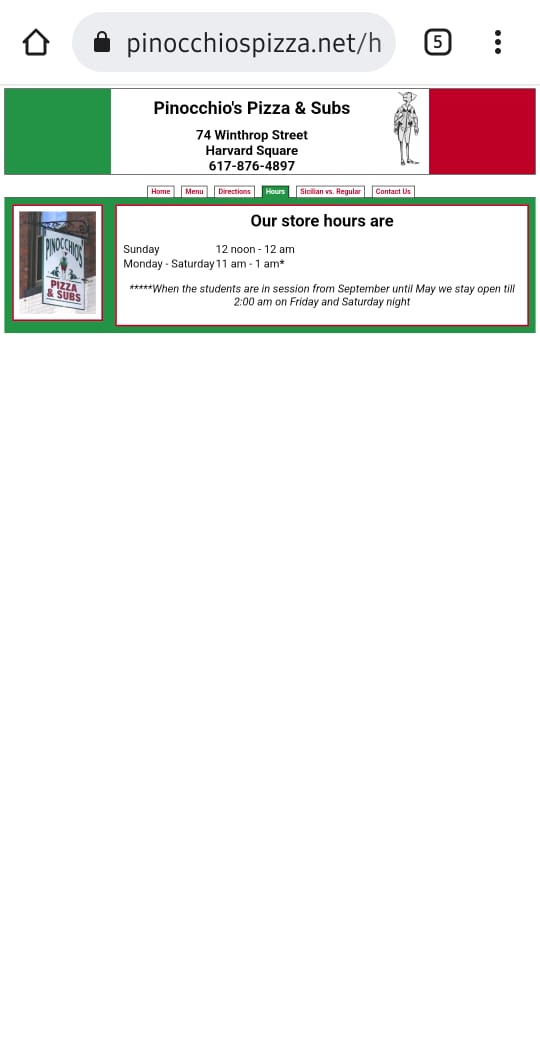 pinocchiospizza.net/h
5
Pinocchio's Pizza & Subs
74 Winthrop Street
Harvard Square
617-876-4897
Home Menu Directions Hours Sicilian vs. Regular Contact Us
PINOCCHIO'S
PIZZA
& SUBS
Our store hours are
Sunday 12 noon - 12 am
Monday - Saturday 11 am - 1 am*
*****When the students are in session from September until May we stay open till
2:00 am on Friday and Saturday night